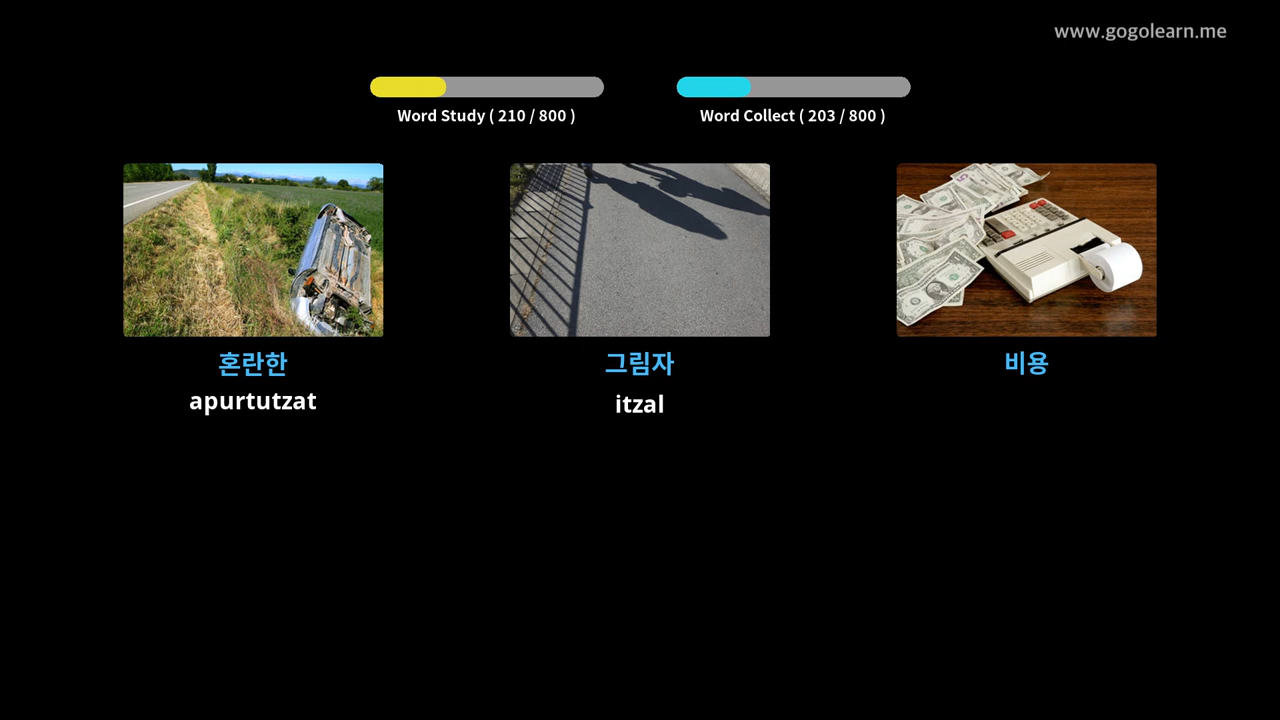 www.gogolearn.me
Word Study ( 210 / 800 )
Word Collect ( 203 / 800 )
혼란한
그림자
비용
apurtutzat
itzal